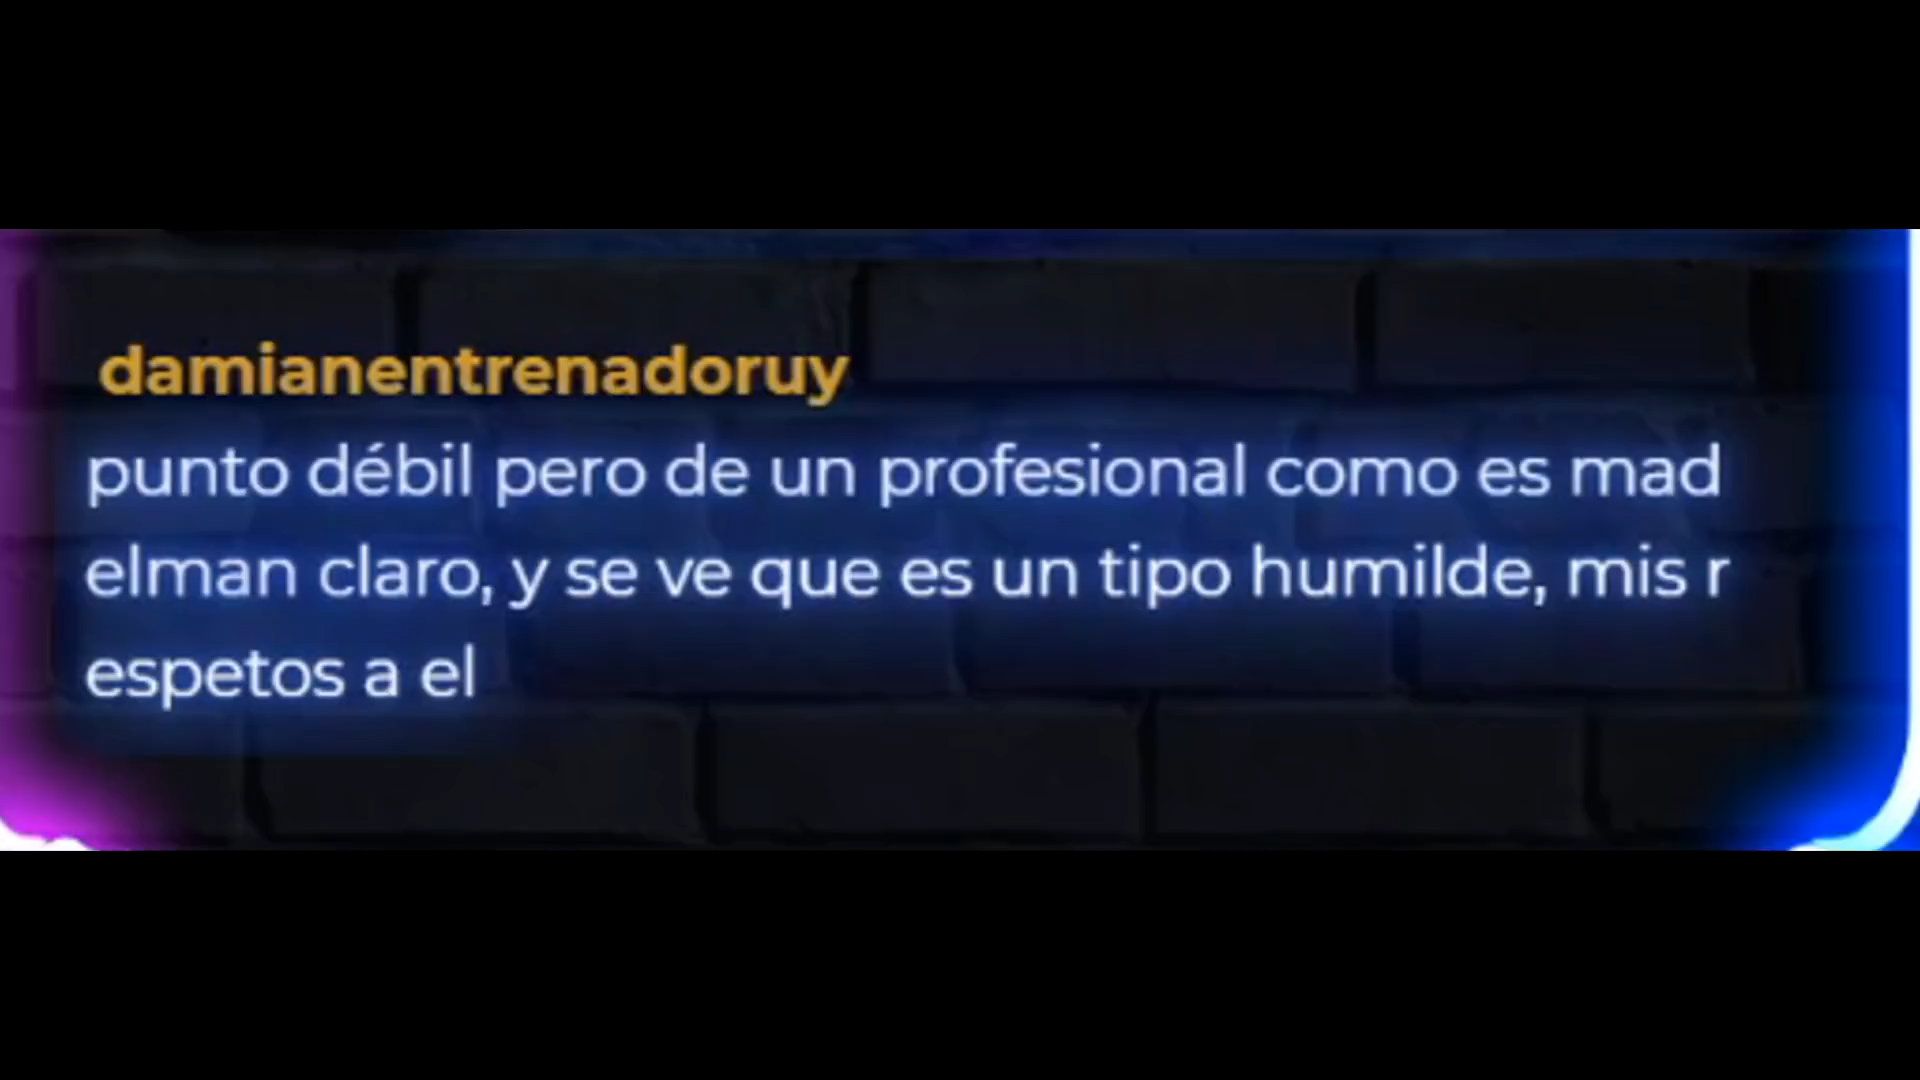 damianentrenadoruy
punto débil pero de un profesional como es mad
elman claro, y se ve que es un tipo humilde, mis r
espetos a el